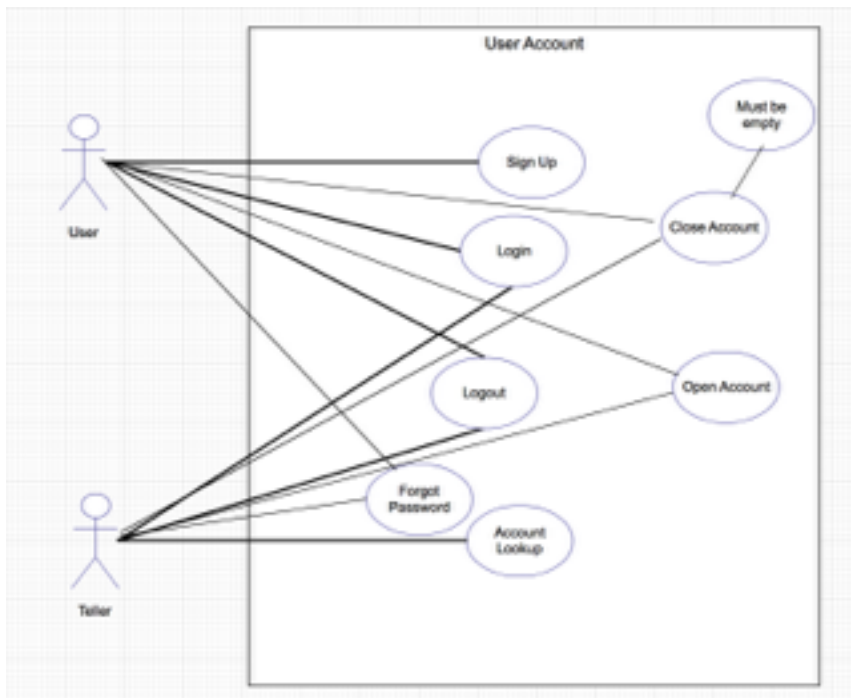 User Account
Must be
empty
Sign Up
User
Close Account
Login
Open Account
Logout
Forgot
Password
Account
Lookup
Teller